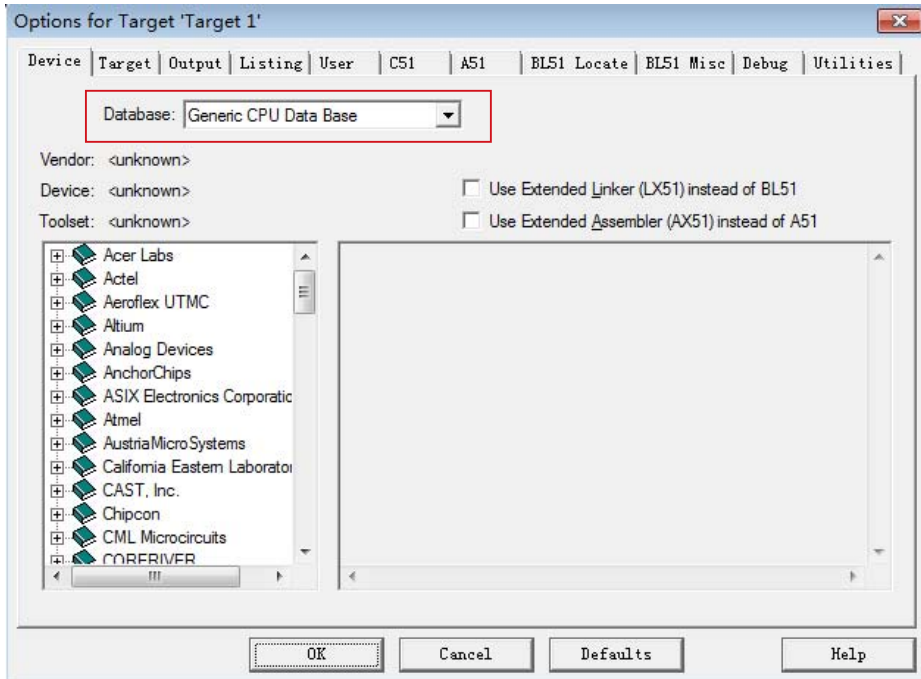 Options for Target 'Target 1'
Device Target Output Listing User C51 A51 BL51 Locate BL51 Misc Debug Utilities
Database: Generic CPU Data Base
Vendor: <unknown>
Device: <unknown>
Use Extended Linker (LX51) instead of BL51
Toolset: <unknown>
Use Extended Assembler (AX51) instead of A51
Acer Labs
Actel
Aeroflex UTMC
Altium
Analog Devices
AnchorChips
ASIX Electronics Corporatic
Atmel
AustriaMicroSystems
California Eastern Laborator
CAST, Inc.
Chipcon
CML Microcircuits
CORERIVER
OK Cancel Defaults Help